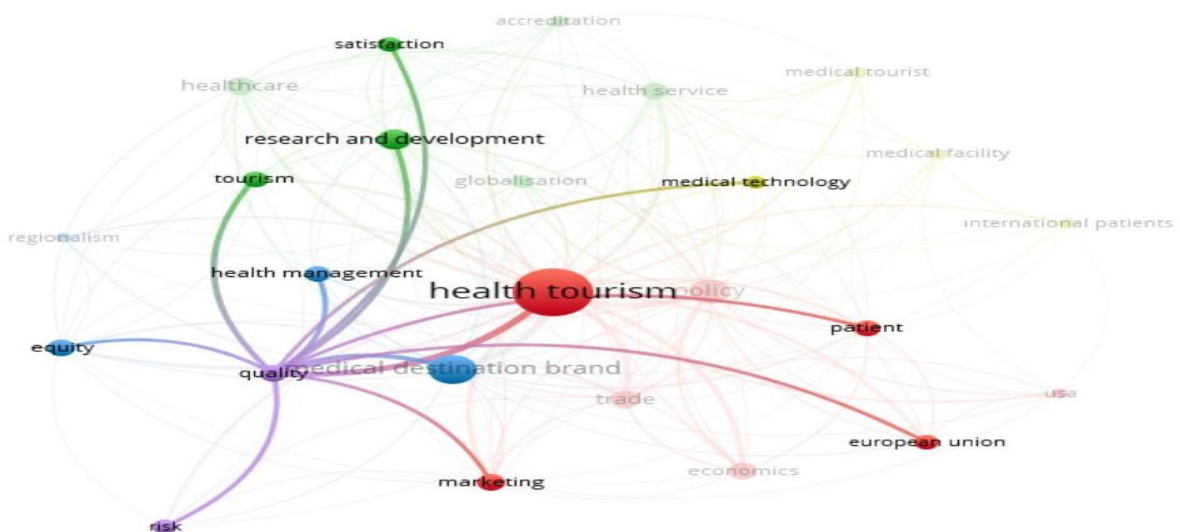 accreditation
satisfaction
medical tourist
healthcare
health service
research and development
medical facility
tourism
globalisation
medical technology
international patients
regionalism
health management
health tourism
policy
patient
equity
quality
medical destination brand
usa
trade
european union
economics
marketing
risk